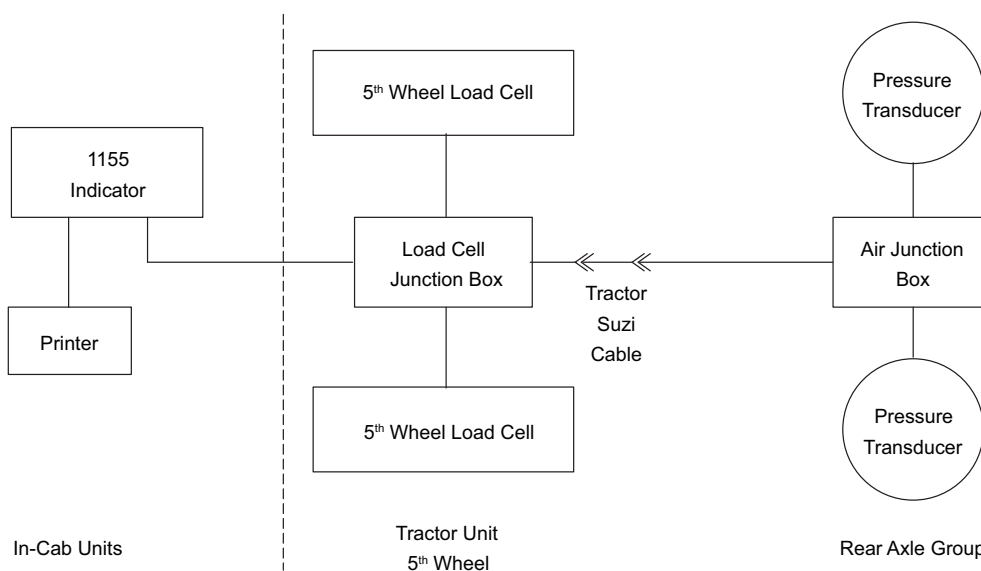 1155
Indicator
Printer
In-Cab Units
5th Wheel Load Cell
Load Cell
Junction Box
5th Wheel Load Cell
Tractor Unit
5th Wheel
Tractor
Suzi
Cable
Pressure
Transducer
Air Junction
Box
Pressure
Transducer
Rear Axle Group